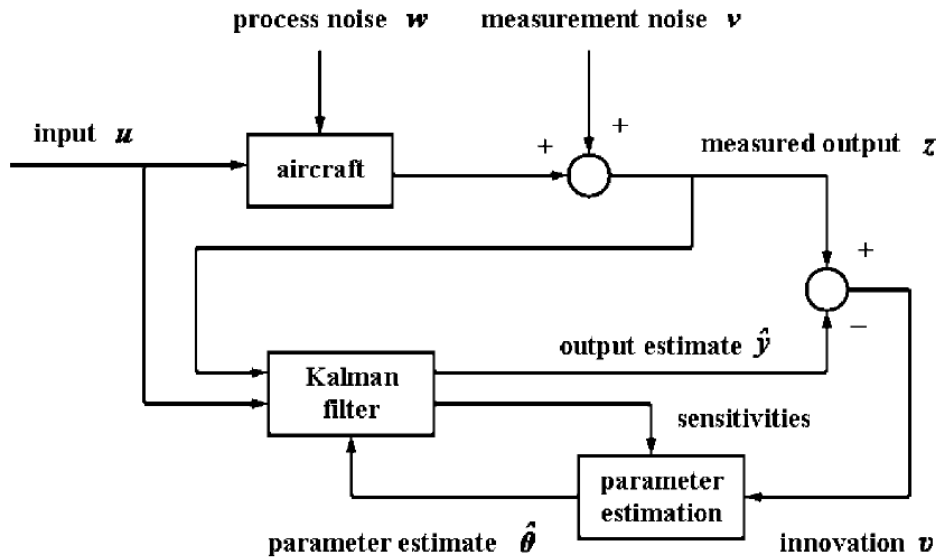 process noise w
measurement noise ν
input u
aircraft
+
+
measured output z
+
−
output estimate ŷ
Kalman
filter
sensitivities
parameter
estimation
parameter estimate θ̂
innovation υ